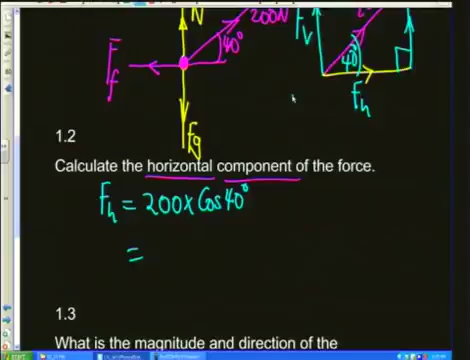 N
200N
F
f
40°
Fg
Fv
40°
Fh
1.2
Calculate the horizontal component of the force.
Fh = 200 x Cos 40°
=
1.3
What is the magnitude and direction of the